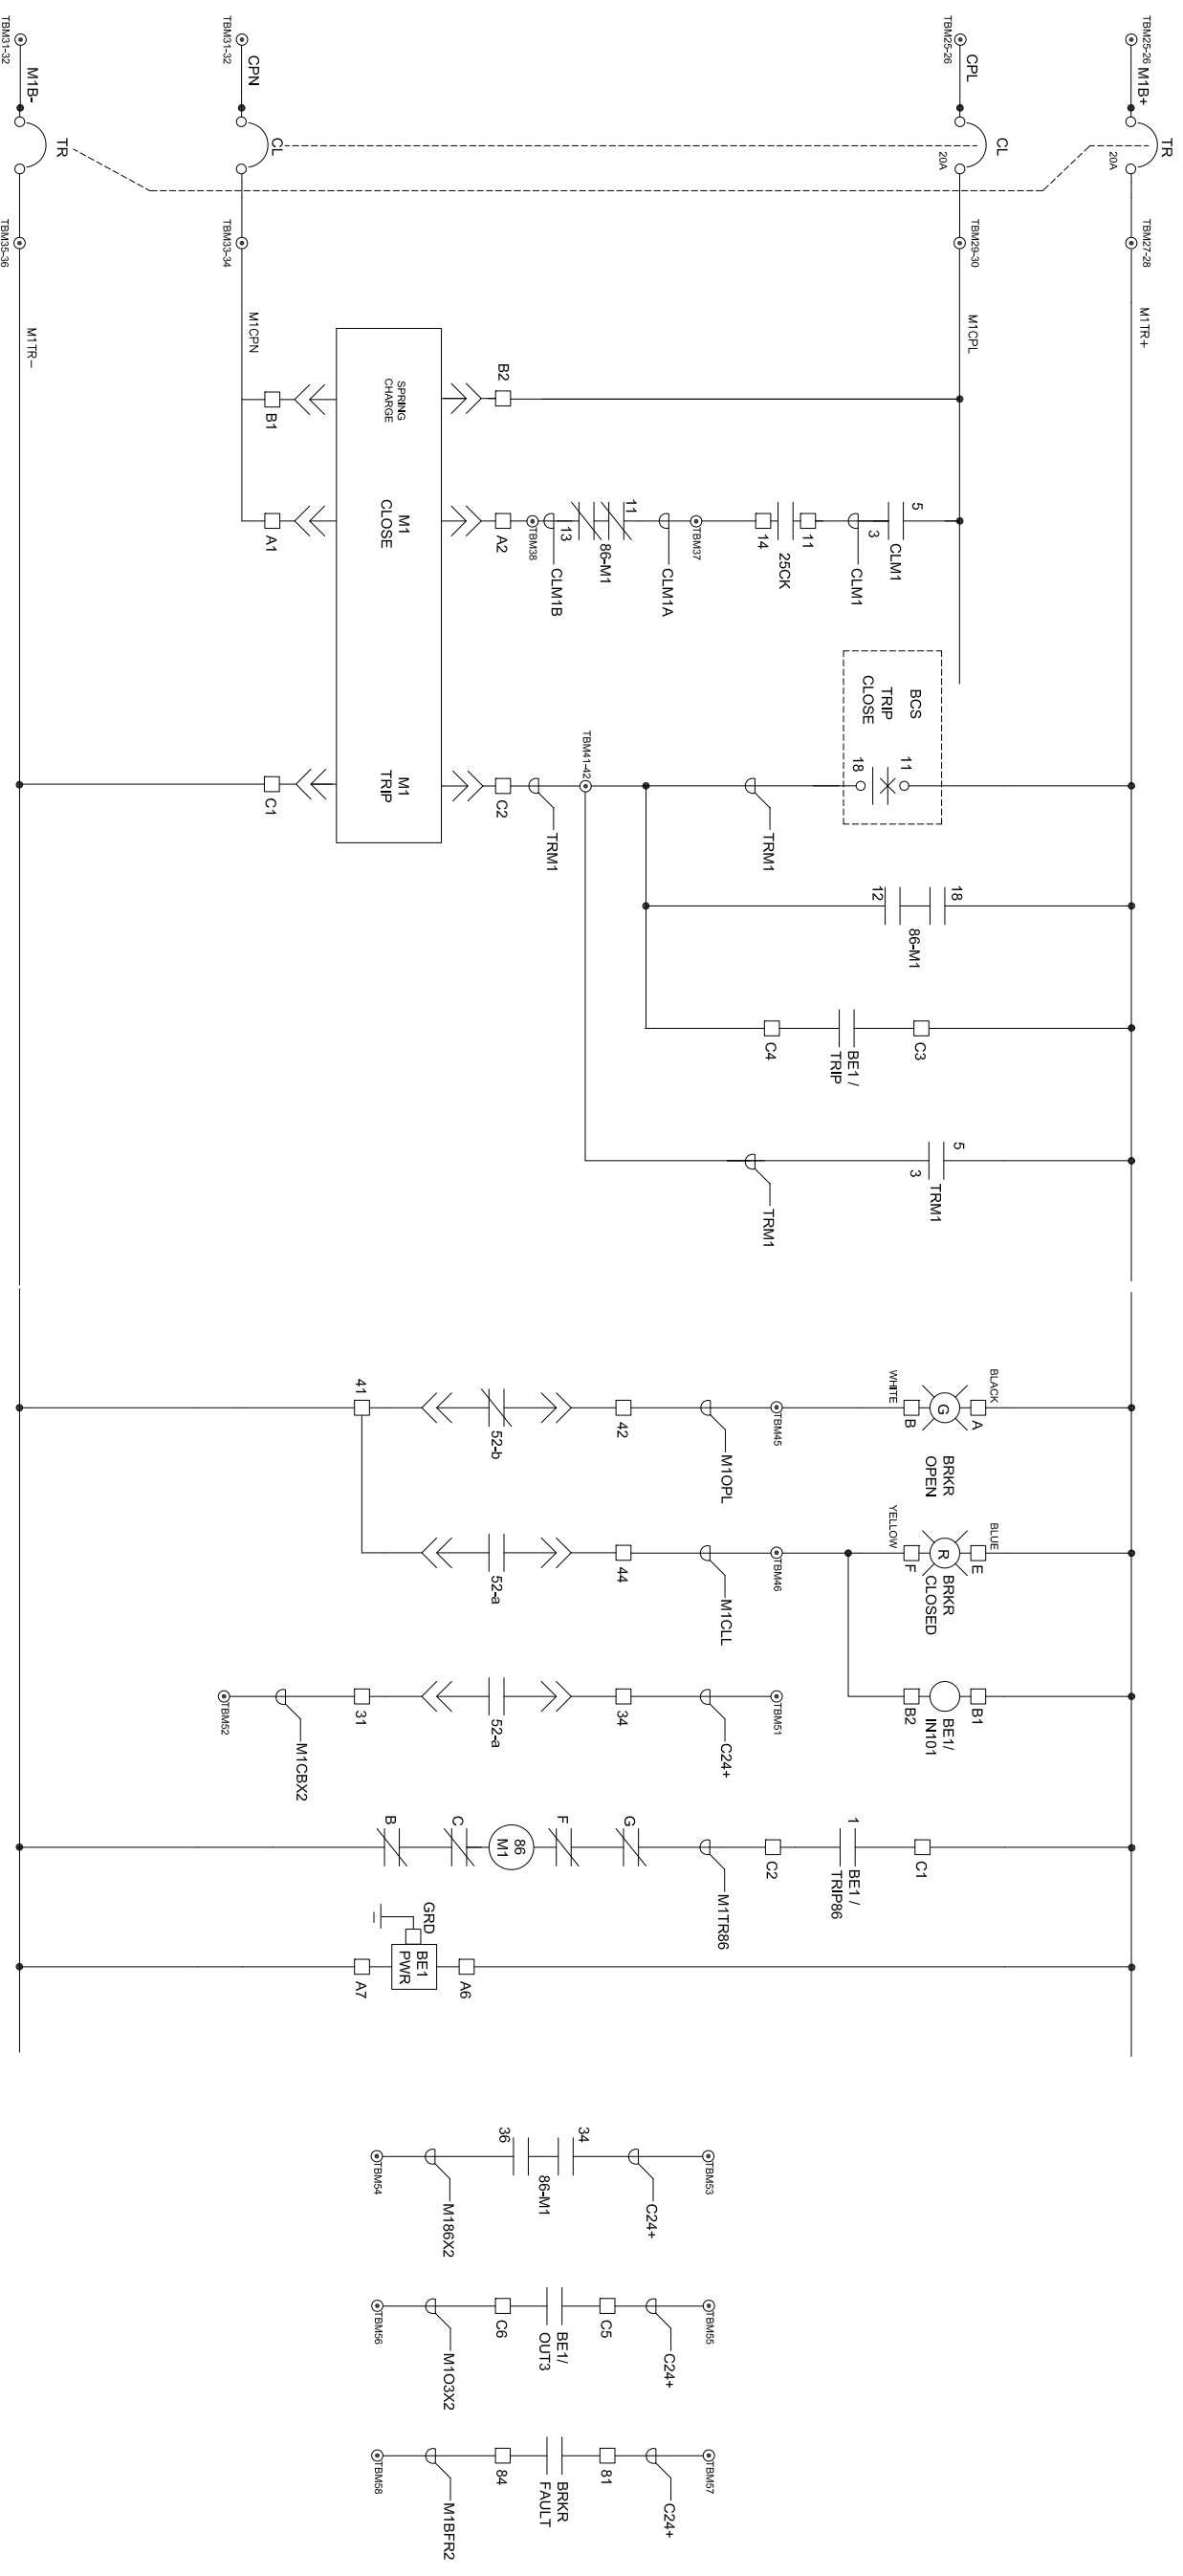 TBM25-26
M1B+
TR
20A
TBM27-28
M1TR+
TBM25-26
CPL
CL
20A
TBM29-30
M1CPL
TBM31-32
CPN
CL
TBM33-34
M1CPN
TBM31-32
M1B-
TR
TBM35-36
M1TR-
B2
SPRING
CHARGE
B1
5
3
CLM1
CLM1
11
25CK
14
TBM37
CLM1A
11
86-M1
13
CLM1B
TBM38
A2
M1
CLOSE
A1
BCS
TRIP
CLOSE
11
18
TRM1
TBM41-42
TRM1
C2
M1
TRIP
C1
18
12
86-M1
C3
BE1 /
TRIP
C4
5
3
TRM1
TRM1
BLACK
A
G
BRKR
OPEN
WHITE
B
TBM45
M1OPL
42
52-b
41
BLUE
E
R
BRKR
CLOSED
YELLOW
F
TBM46
M1CLL
44
52-a
B1
BE1/
IN101
B2
TBM51
C24+
34
52-a
31
M1CBX2
TBM52
C1
1
BE1 /
TRIP86
C2
M1TR86
G
F
86
M1
C
B
A6
BE1
PWR
GRD
A7
TBM53
C24+
34
86-M1
36
M186X2
TBM54
TBM55
C24+
C5
BE1/
OUT3
C6
M1O3X2
TBM56
TBM57
C24+
81
BRKR
FAULT
84
M1BFR2
TBM58